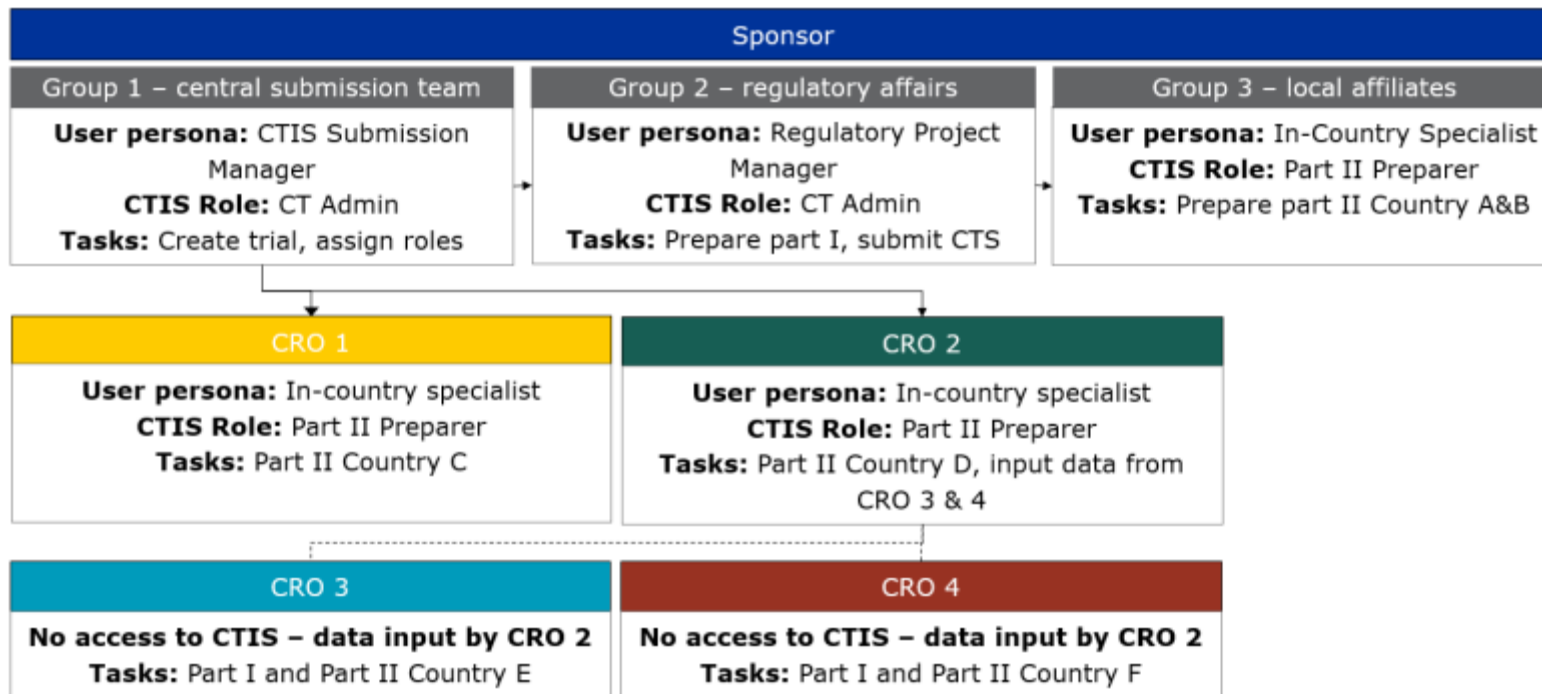 Sponsor
Group 1 – central submission team
User persona: CTIS Submission
Manager
CTIS Role: CT Admin
Tasks: Create trial, assign roles
Group 2 – regulatory affairs
User persona: Regulatory Project
Manager
CTIS Role: CT Admin
Tasks: Prepare part I, submit CTS
Group 3 – local affiliates
User persona: In-Country Specialist
CTIS Role: Part II Preparer
Tasks: Prepare part II Country A&B
CRO 1
User persona: In-country specialist
CTIS Role: Part II Preparer
Tasks: Part II Country C
CRO 2
User persona: In-country specialist
CTIS Role: Part II Preparer
Tasks: Part II Country D, input data from
CRO 3 & 4
CRO 3
No access to CTIS – data input by CRO 2
Tasks: Part I and Part II Country E
CRO 4
No access to CTIS – data input by CRO 2
Tasks: Part I and Part II Country F